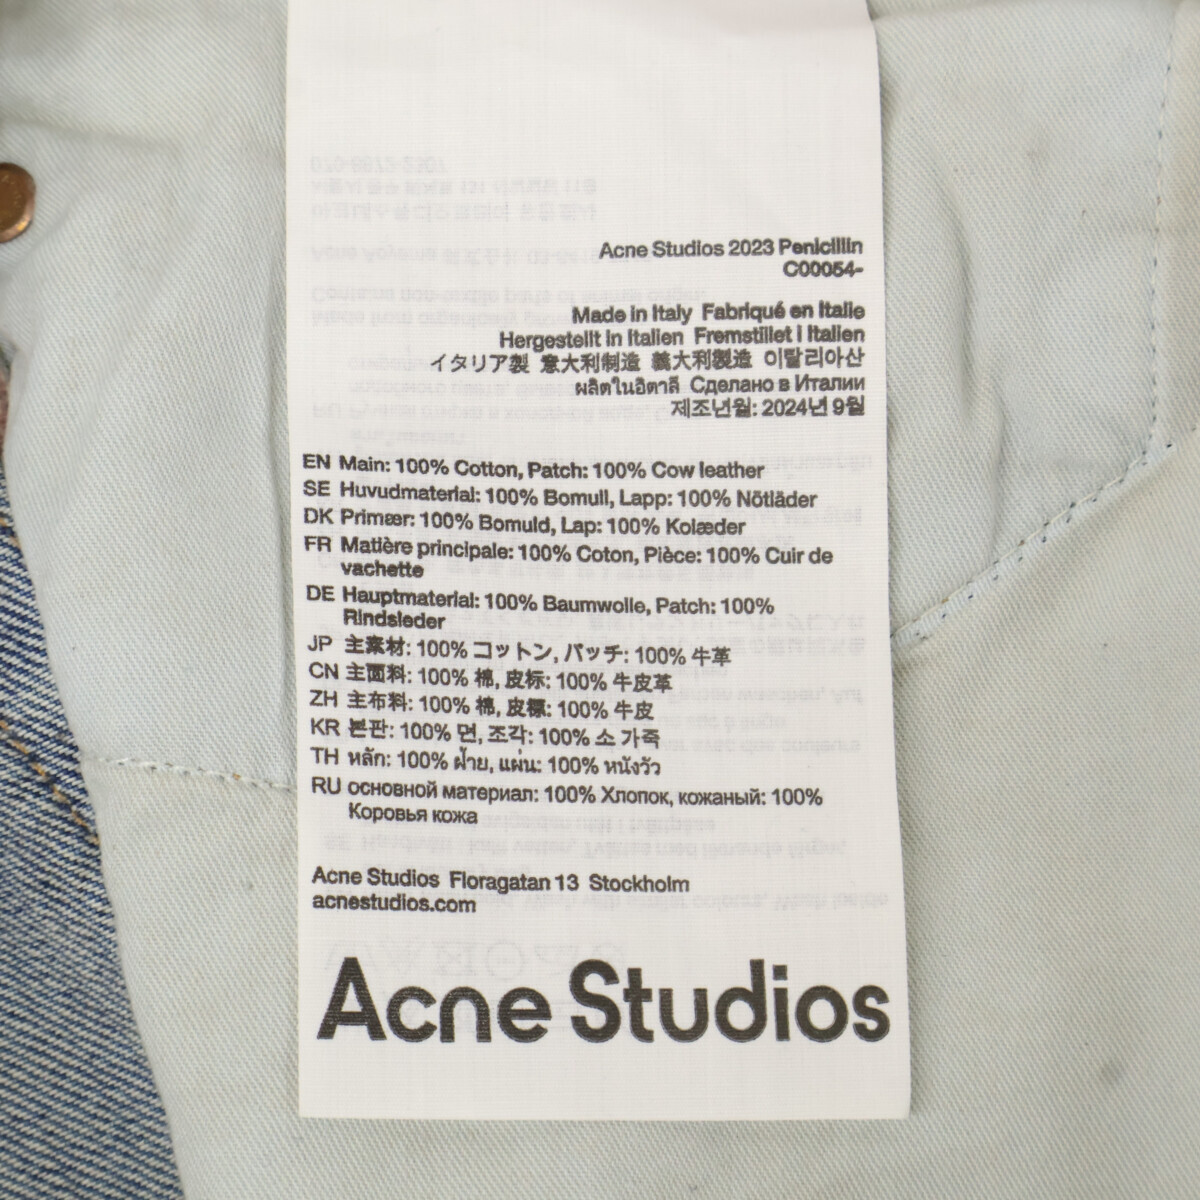 Acne Studios 2023 Penicillin
C00054-
Made in Italy Fabriqué en Italie
Hergestellt in Italien Fremstillet i Italien
イタリア製 意大利制造 義大利製造 이탈리아산
ผลิตในอิตาลี Сделано в Италии
제조년월: 2024년 9월
EN Main: 100% Cotton, Patch: 100% Cow leather
SE Huvudmaterial: 100% Bomull, Lapp: 100% Nötläder
DK Primær: 100% Bomuld, Lap: 100% Kolæder
FR Matière principale: 100% Coton, Pièce: 100% Cuir de
vachette
DE Hauptmaterial: 100% Baumwolle, Patch: 100%
Rindsleder
JP 主素材: 100% コットン, パッチ: 100% 牛革
CN 主面料: 100% 棉, 皮标: 100% 牛皮革
ZH 主布料: 100% 棉, 皮標: 100% 牛皮
KR 본판: 100% 면, 조각: 100% 소 가죽
TH หลัก: 100% ฝ้าย, แผ่น: 100% หนังวัว
RU основной материал: 100% Хлопок, кожаный: 100%
Коровья кожа
Acne Studios Floragatan 13 Stockholm
acnestudios.com
Acne Studios